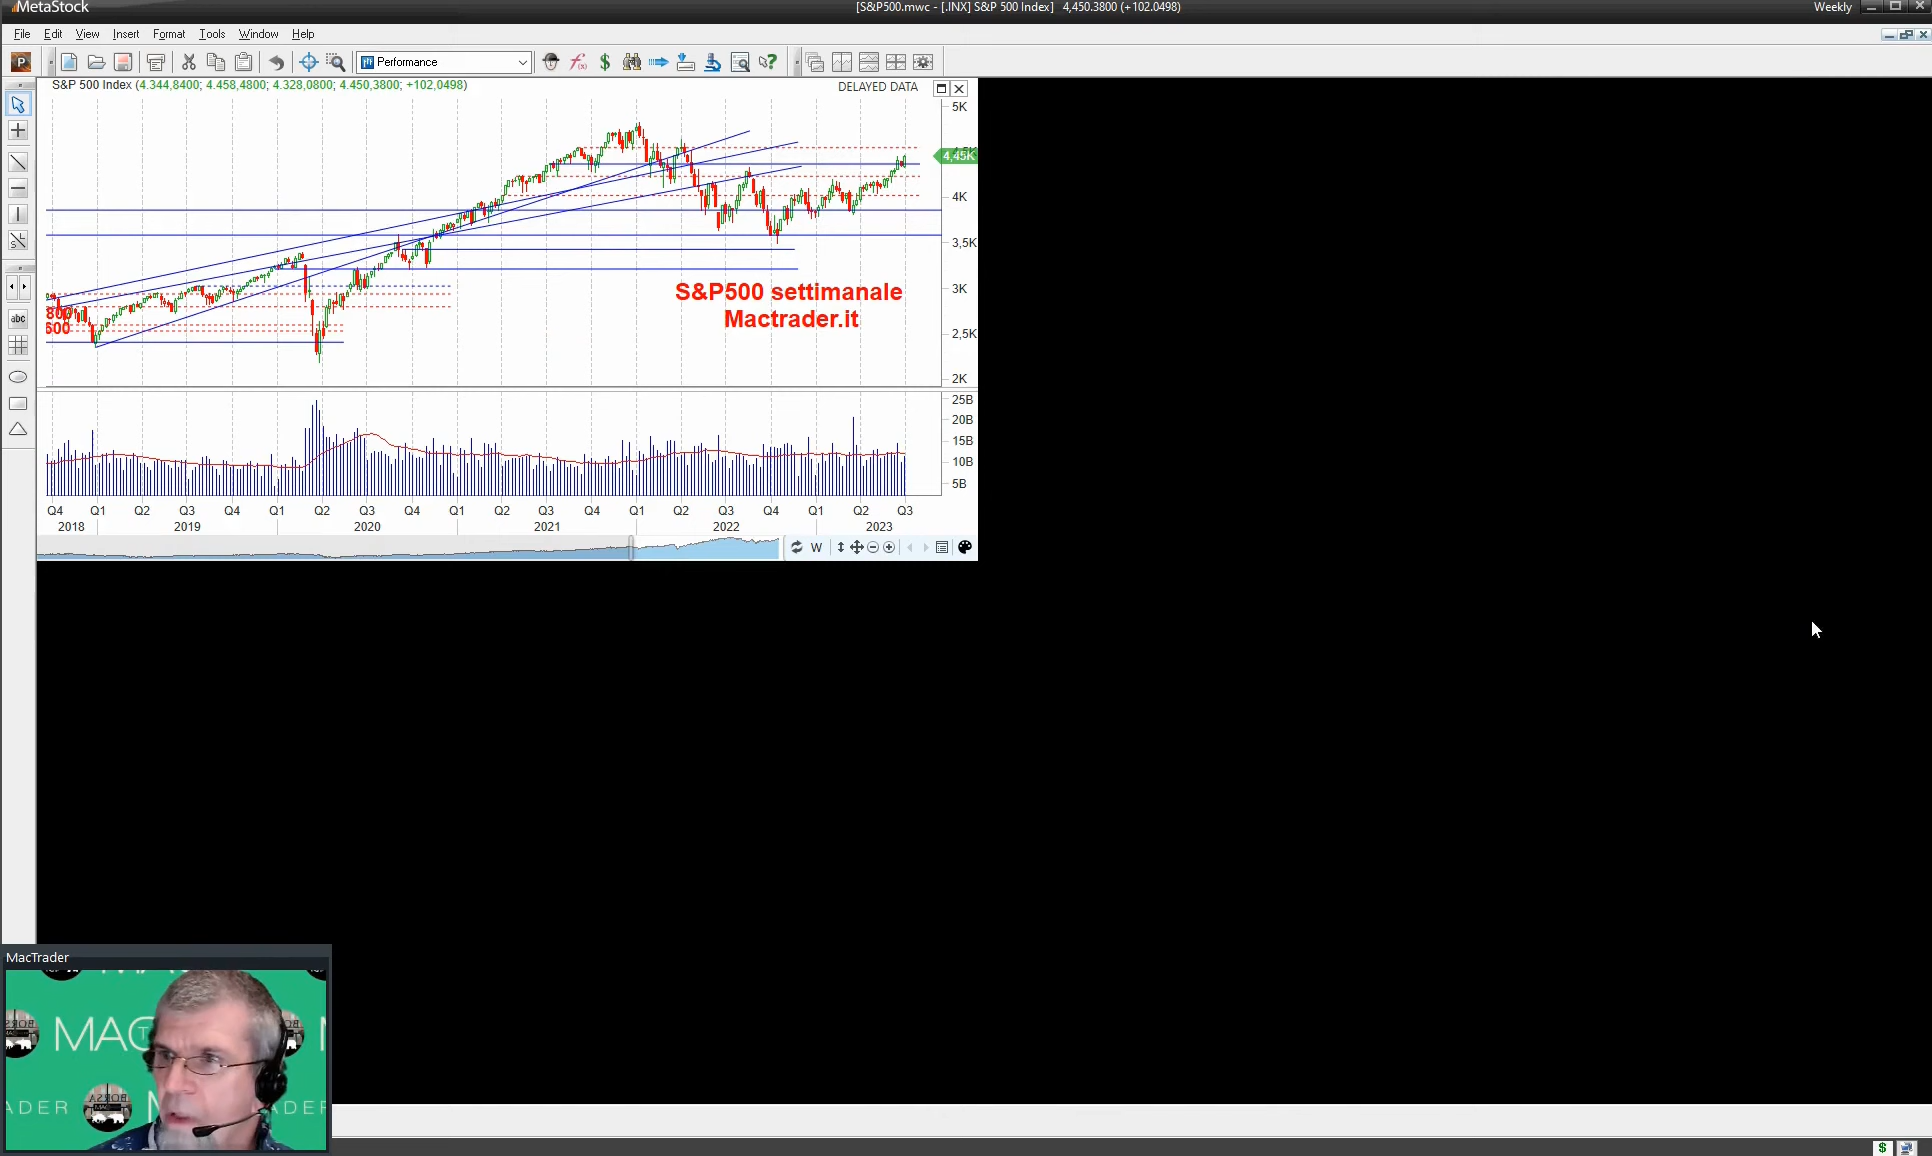 MetaStock
[S&P500.mwc - [.INX] S&P 500 Index] 4,450.3800 (+102.0498)
Weekly
File Edit View Insert Format Tools Window Help
Performance
S&P 500 Index (4.344,8400; 4.458,4800; 4.328,0800; 4.450,3800; +102,0498)
DELAYED DATA
5K
4,45K
4K
3,5K
3K
2,5K
2K
S&P500 settimanale
Mactrader.it
800
600
abc
25B
20B
15B
10B
5B
Q4 Q1 Q2 Q3 Q4 Q1 Q2 Q3 Q4 Q1 Q2 Q3 Q4 Q1 Q2 Q3 Q4 Q1 Q2 Q3
2018 2019 2020 2021 2022 2023
W
MacTrader
MAC
ADER
ADER